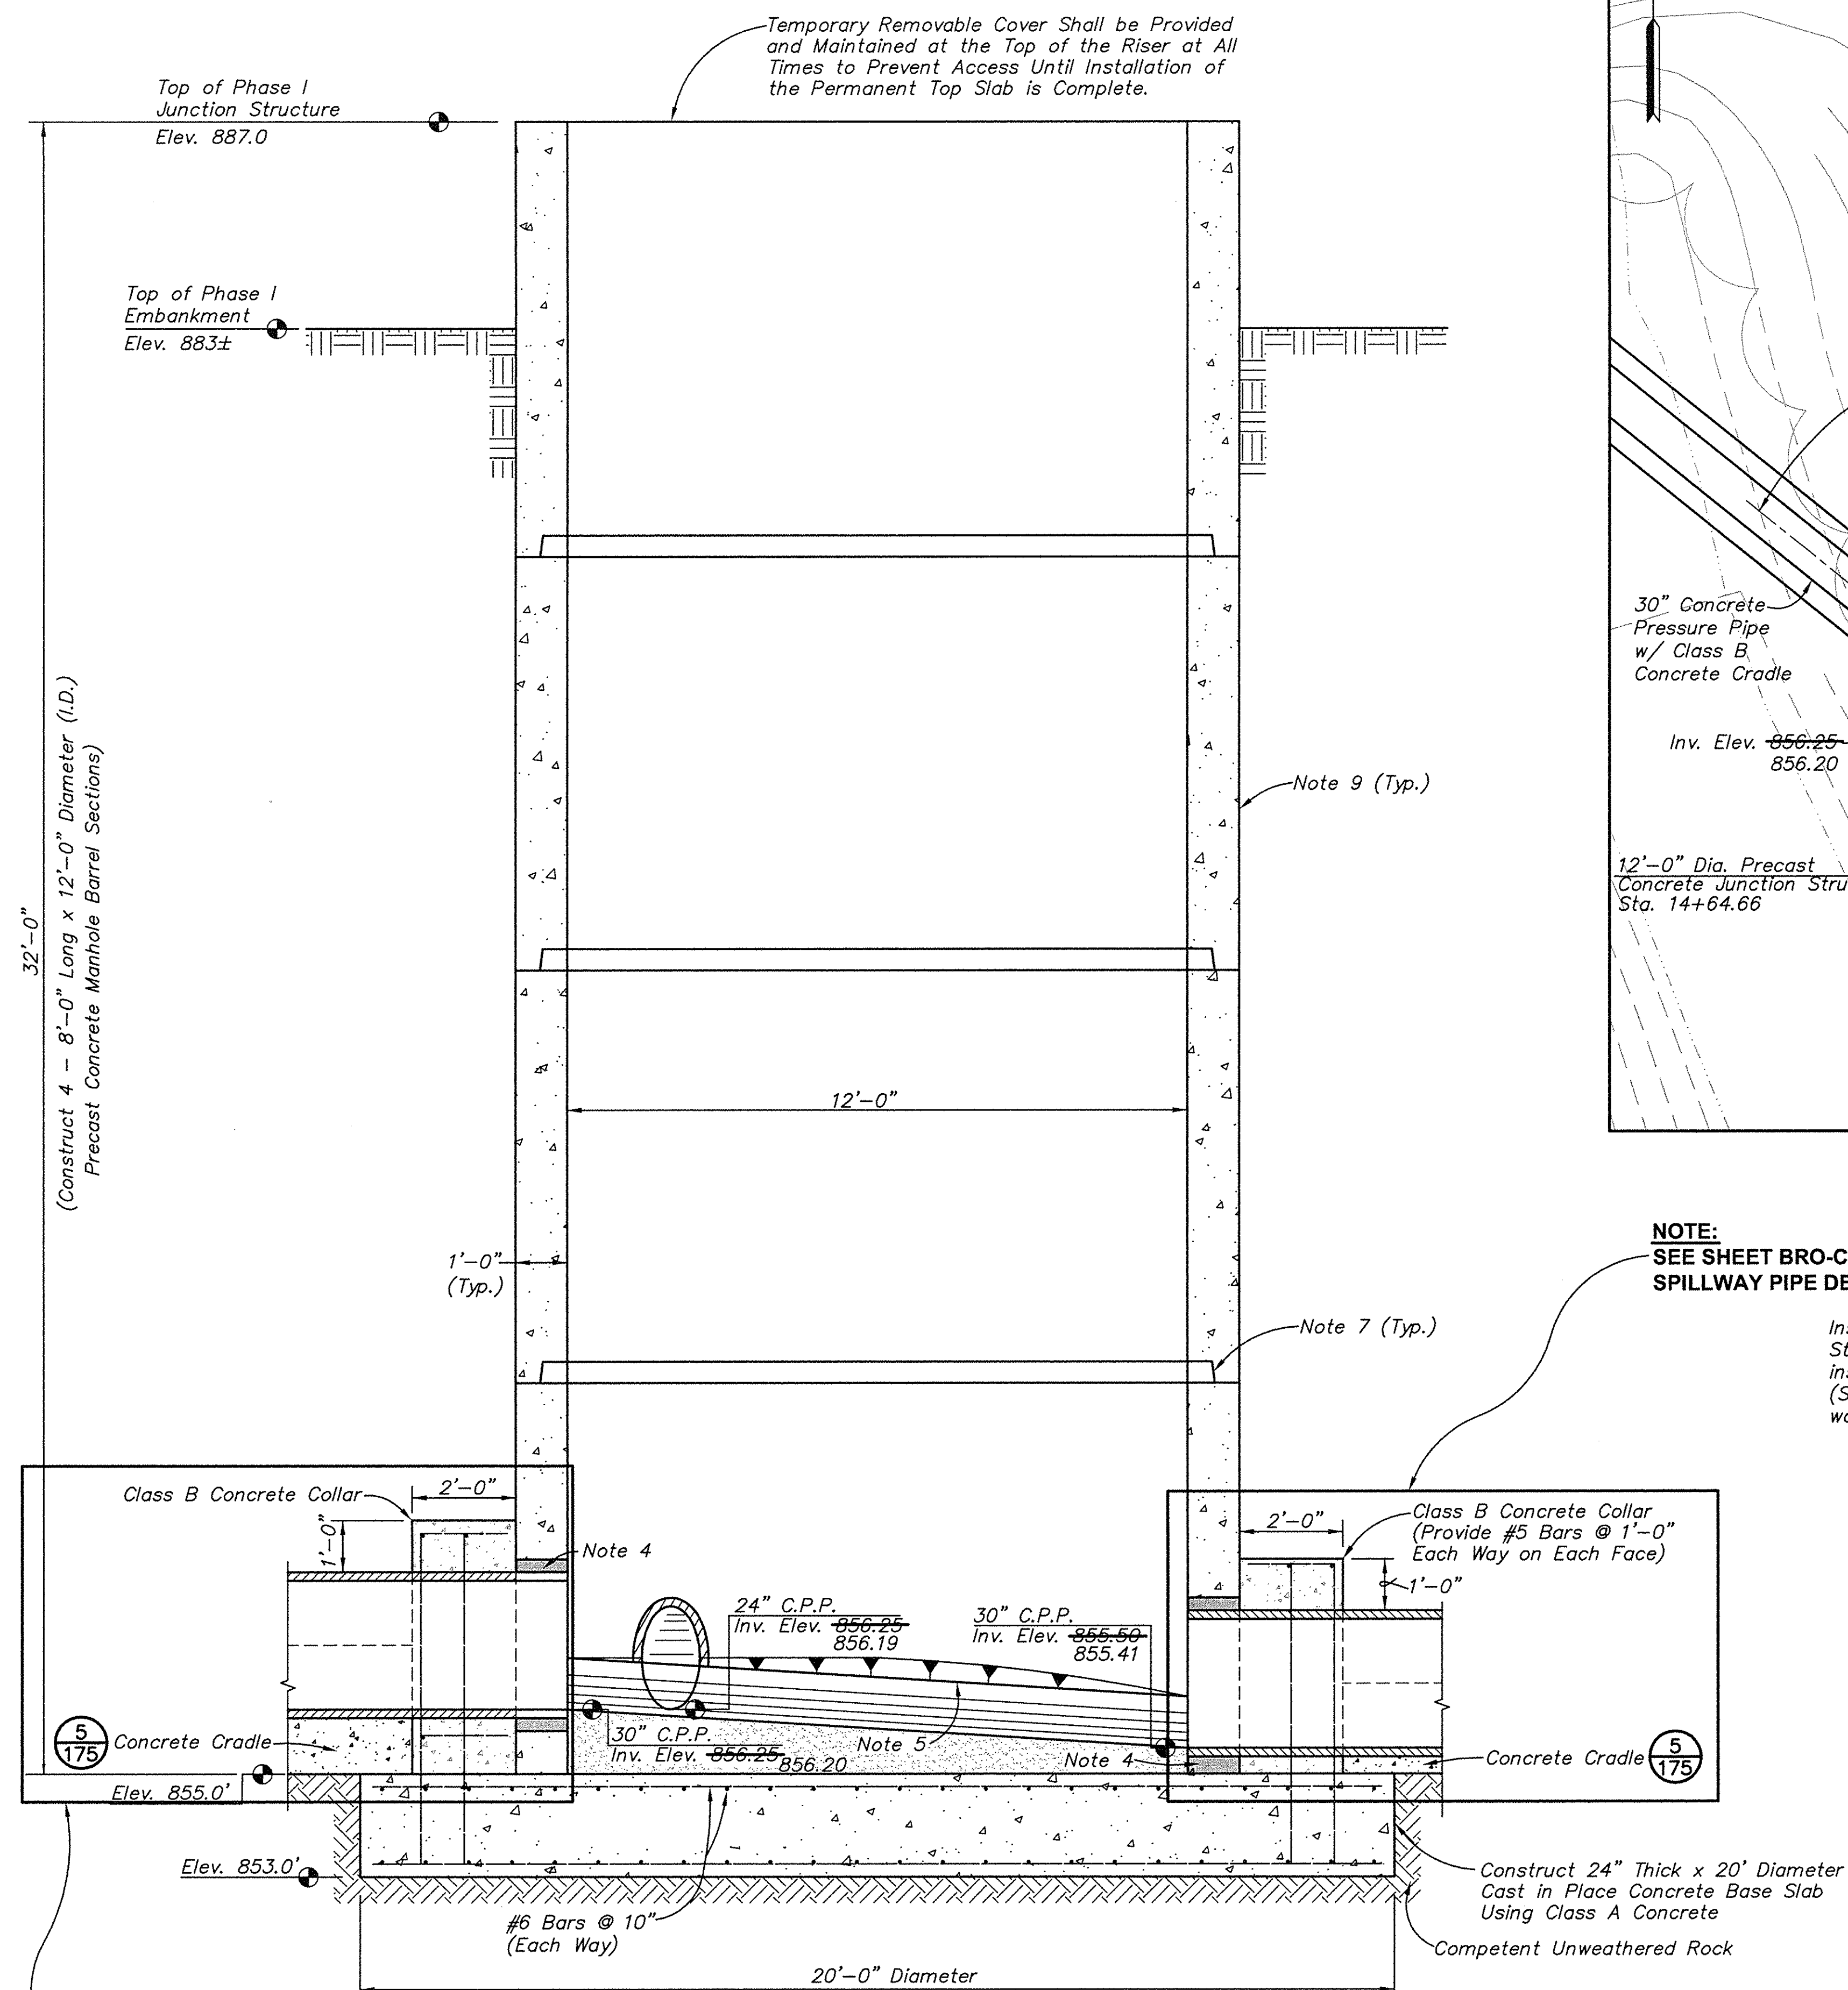 Temporary Removable Cover Shall be Provided
and Maintained at the Top of the Riser at All
Times to Prevent Access Until Installation of
the Permanent Top Slab is Complete.
Top of Phase I
Junction Structure
Elev. 887.0
Top of Phase I
Embankment
Elev. 883±
32'-0"
(Construct 4 - 8'-0" Long x 12'-0" Diameter (I.D.)
Precast Concrete Manhole Barrel Sections)
30" Concrete
Pressure Pipe
w/ Class B
Concrete Cradle
Inv. Elev. 856.25
856.20
Note 9 (Typ.)
12'-0" Dia. Precast
Concrete Junction Stru
Sta. 14+64.66
12'-0"
1'-0"
(Typ.)
NOTE:
SEE SHEET BRO-C
SPILLWAY PIPE DE
Note 7 (Typ.)
Ins
St
ins
(S
wa
Class B Concrete Collar
2'-0"
1'-0"
Note 4
2'-0"
Class B Concrete Collar
(Provide #5 Bars @ 1'-0"
Each Way on Each Face)
1'-0"
24" C.P.P.
Inv. Elev. 856.25
856.19
30" C.P.P.
Inv. Elev. 855.50
855.41
5
175
Concrete Cradle
30" C.P.P.
Inv. Elev. 856.25
856.20
Note 5
Note 4
Concrete Cradle
5
175
Elev. 855.0'
Elev. 853.0'
#6 Bars @ 10"
(Each Way)
Construct 24" Thick x 20' Diameter
Cast in Place Concrete Base Slab
Using Class A Concrete
Competent Unweathered Rock
20'-0" Diameter